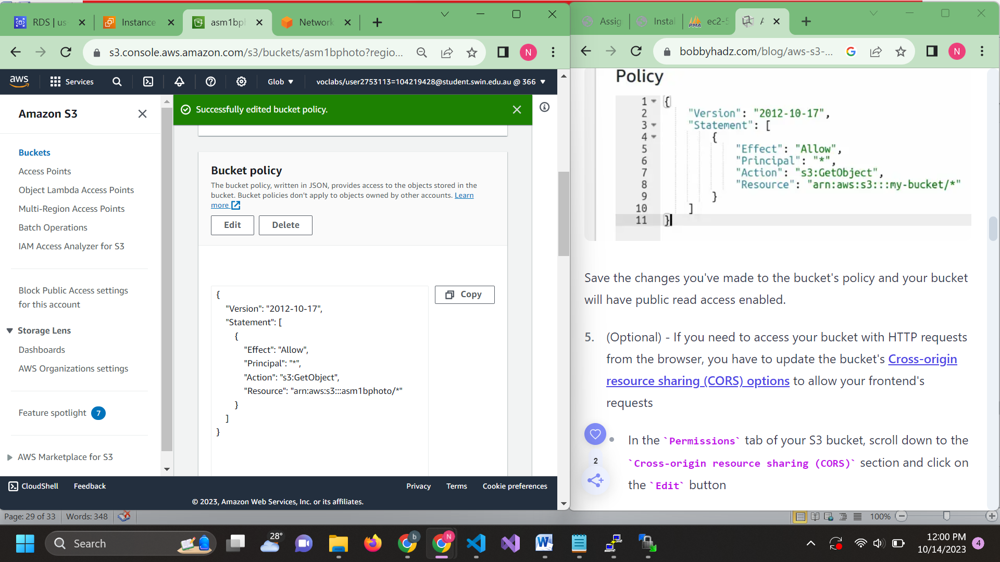 RDS | us
Instance
asm1bph
Network
s3.console.aws.amazon.com/s3/buckets/asm1bphoto?regio...
N
aws
Services
Glob
voclabs/user2753113=104219428@student.swin.edu.au @ 366
Amazon S3
Buckets
Access Points
Object Lambda Access Points
Multi-Region Access Points
Batch Operations
IAM Access Analyzer for S3
Block Public Access settings
for this account
Storage Lens
Dashboards
AWS Organizations settings
Feature spotlight 7
AWS Marketplace for S3
Successfully edited bucket policy.
Bucket policy
The bucket policy, written in JSON, provides access to the objects stored in the
bucket. Bucket policies don't apply to objects owned by other accounts. Learn
more
Edit
Delete
Copy
{
"Version": "2012-10-17",
"Statement": [
{
"Effect": "Allow",
"Principal": "*",
"Action": "s3:GetObject",
"Resource": "arn:aws:s3:::asm1bphoto/*"
}
]
}
CloudShell
Feedback
Privacy
Terms
Cookie preferences
© 2023, Amazon Web Services, Inc. or its affiliates.
Assig
Instal
PMA
ec2-5
bobbyhadz.com/blog/aws-s3-...
N
Policy
1 {
2 "Version": "2012-10-17",
3 "Statement": [
4 {
5 "Effect": "Allow",
6 "Principal": "*",
7 "Action": "s3:GetObject",
8 "Resource": "arn:aws:s3:::my-bucket/*"
9 }
10 ]
11 }
Save the changes you've made to the bucket's policy and your bucket
will have public read access enabled.
5. (Optional) - If you need to access your bucket with HTTP requests
from the browser, you have to update the bucket's Cross-origin
resource sharing (CORS) options to allow your frontend's
requests
In the `Permissions` tab of your S3 bucket, scroll down to the
`Cross-origin resource sharing (CORS)` section and click on
the `Edit` button
2
Page: 29 of 33
Words: 348
100%
Search
28°
b
N
12:00 PM
10/14/2023
4